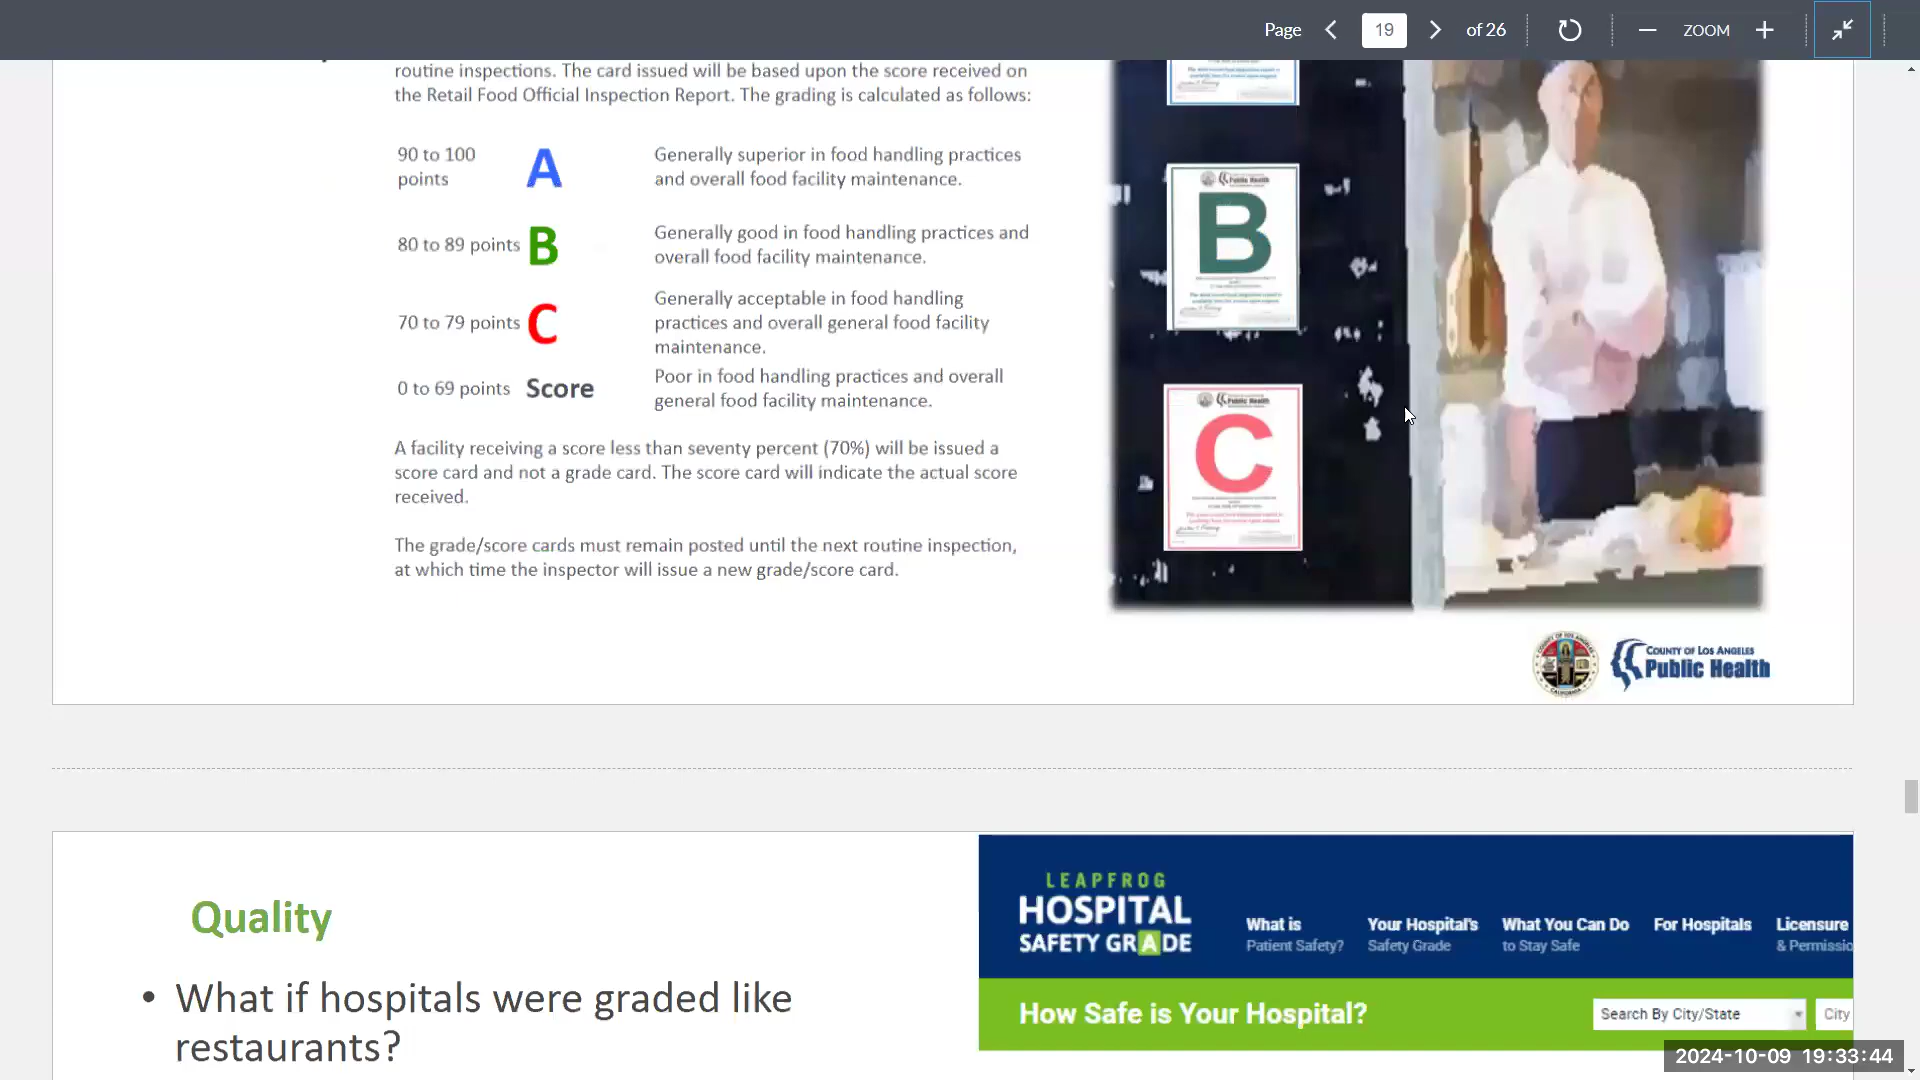 Page 19 of 26 ZOOM
routine inspections. The card issued will be based upon the score received on
the Retail Food Official Inspection Report. The grading is calculated as follows:
90 to 100
points
A
Generally superior in food handling practices
and overall food facility maintenance.
80 to 89 points B
Generally good in food handling practices and
overall food facility maintenance.
70 to 79 points C
Generally acceptable in food handling
practices and overall general food facility
maintenance.
0 to 69 points Score
Poor in food handling practices and overall
general food facility maintenance.
A facility receiving a score less than seventy percent (70%) will be issued a
score card and not a grade card. The score card will indicate the actual score
received.
The grade/score cards must remain posted until the next routine inspection,
at which time the inspector will issue a new grade/score card.
Public Health
B
Public Health
C
COUNTY OF LOS ANGELES
Public Health
Quality
• What if hospitals were graded like
restaurants?
LEAPFROG
HOSPITAL
SAFETY GRADE
What is
Patient Safety?
Your Hospital's
Safety Grade
What You Can Do
to Stay Safe
For Hospitals
Licensure
& Permissio
How Safe is Your Hospital?
Search By City/State
City
2024-10-09 19:33:44